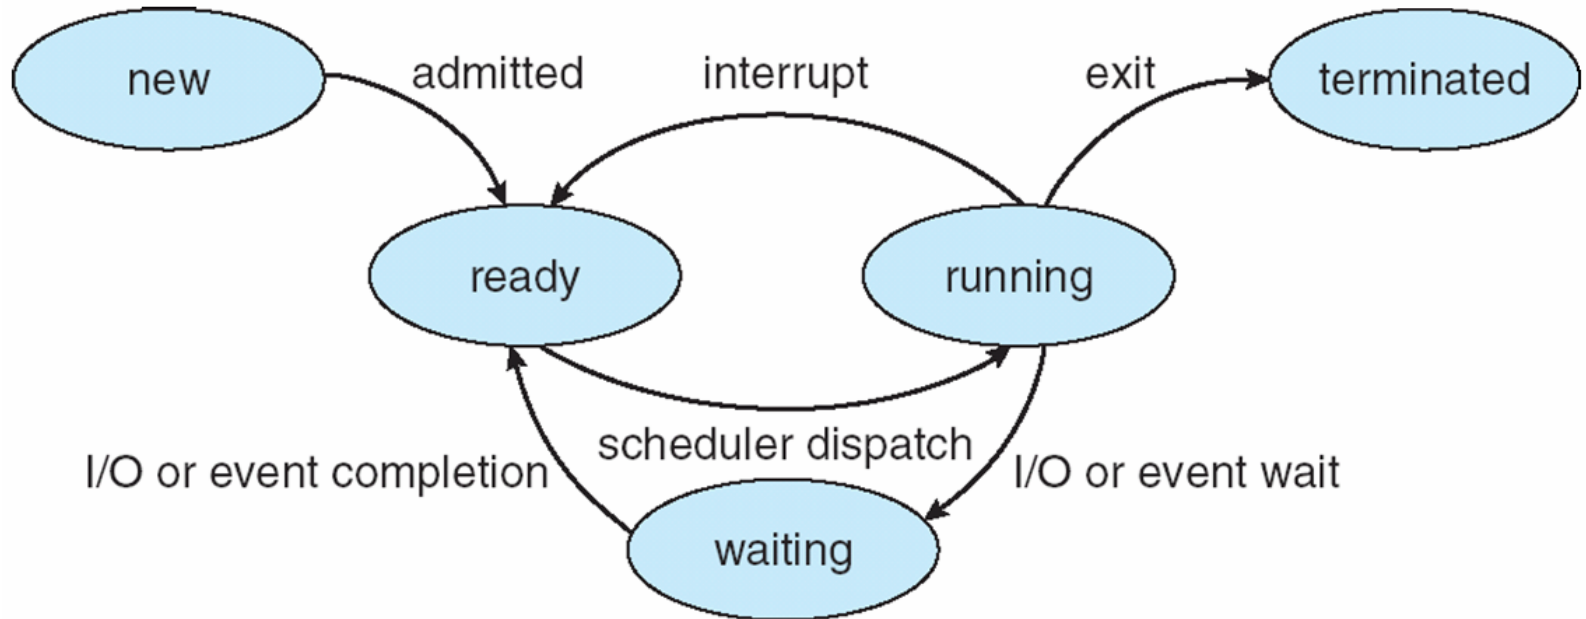 new
admitted
interrupt
exit
terminated
ready
running
scheduler dispatch
I/O or event completion
I/O or event wait
waiting